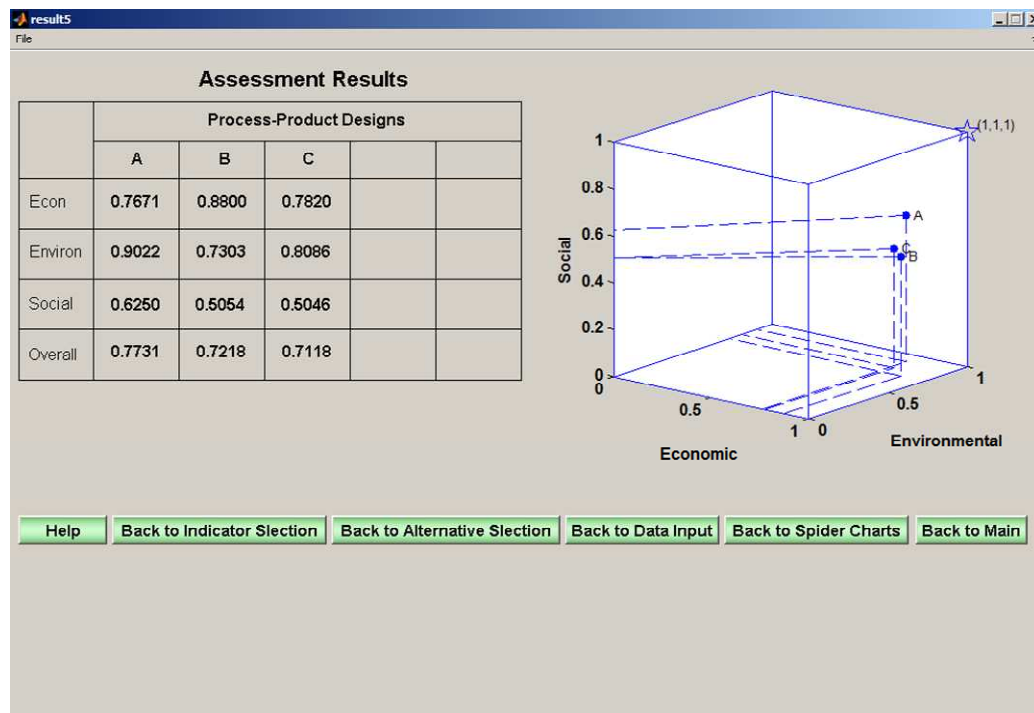 result5
File
Assessment Results
Process-Product Designs
A B C
Econ 0.7671 0.8800 0.7820
Environ 0.9022 0.7303 0.8086
Social 0.6250 0.5054 0.5046
Overall 0.7731 0.7218 0.7118
(1,1,1)
1
0.8
0.6
0.4
0.2
0
Social
A
C
B
0
0.5
1
Economic
0
0.5
1
Environmental
Help
Back to Indicator Slection
Back to Alternative Slection
Back to Data Input
Back to Spider Charts
Back to Main